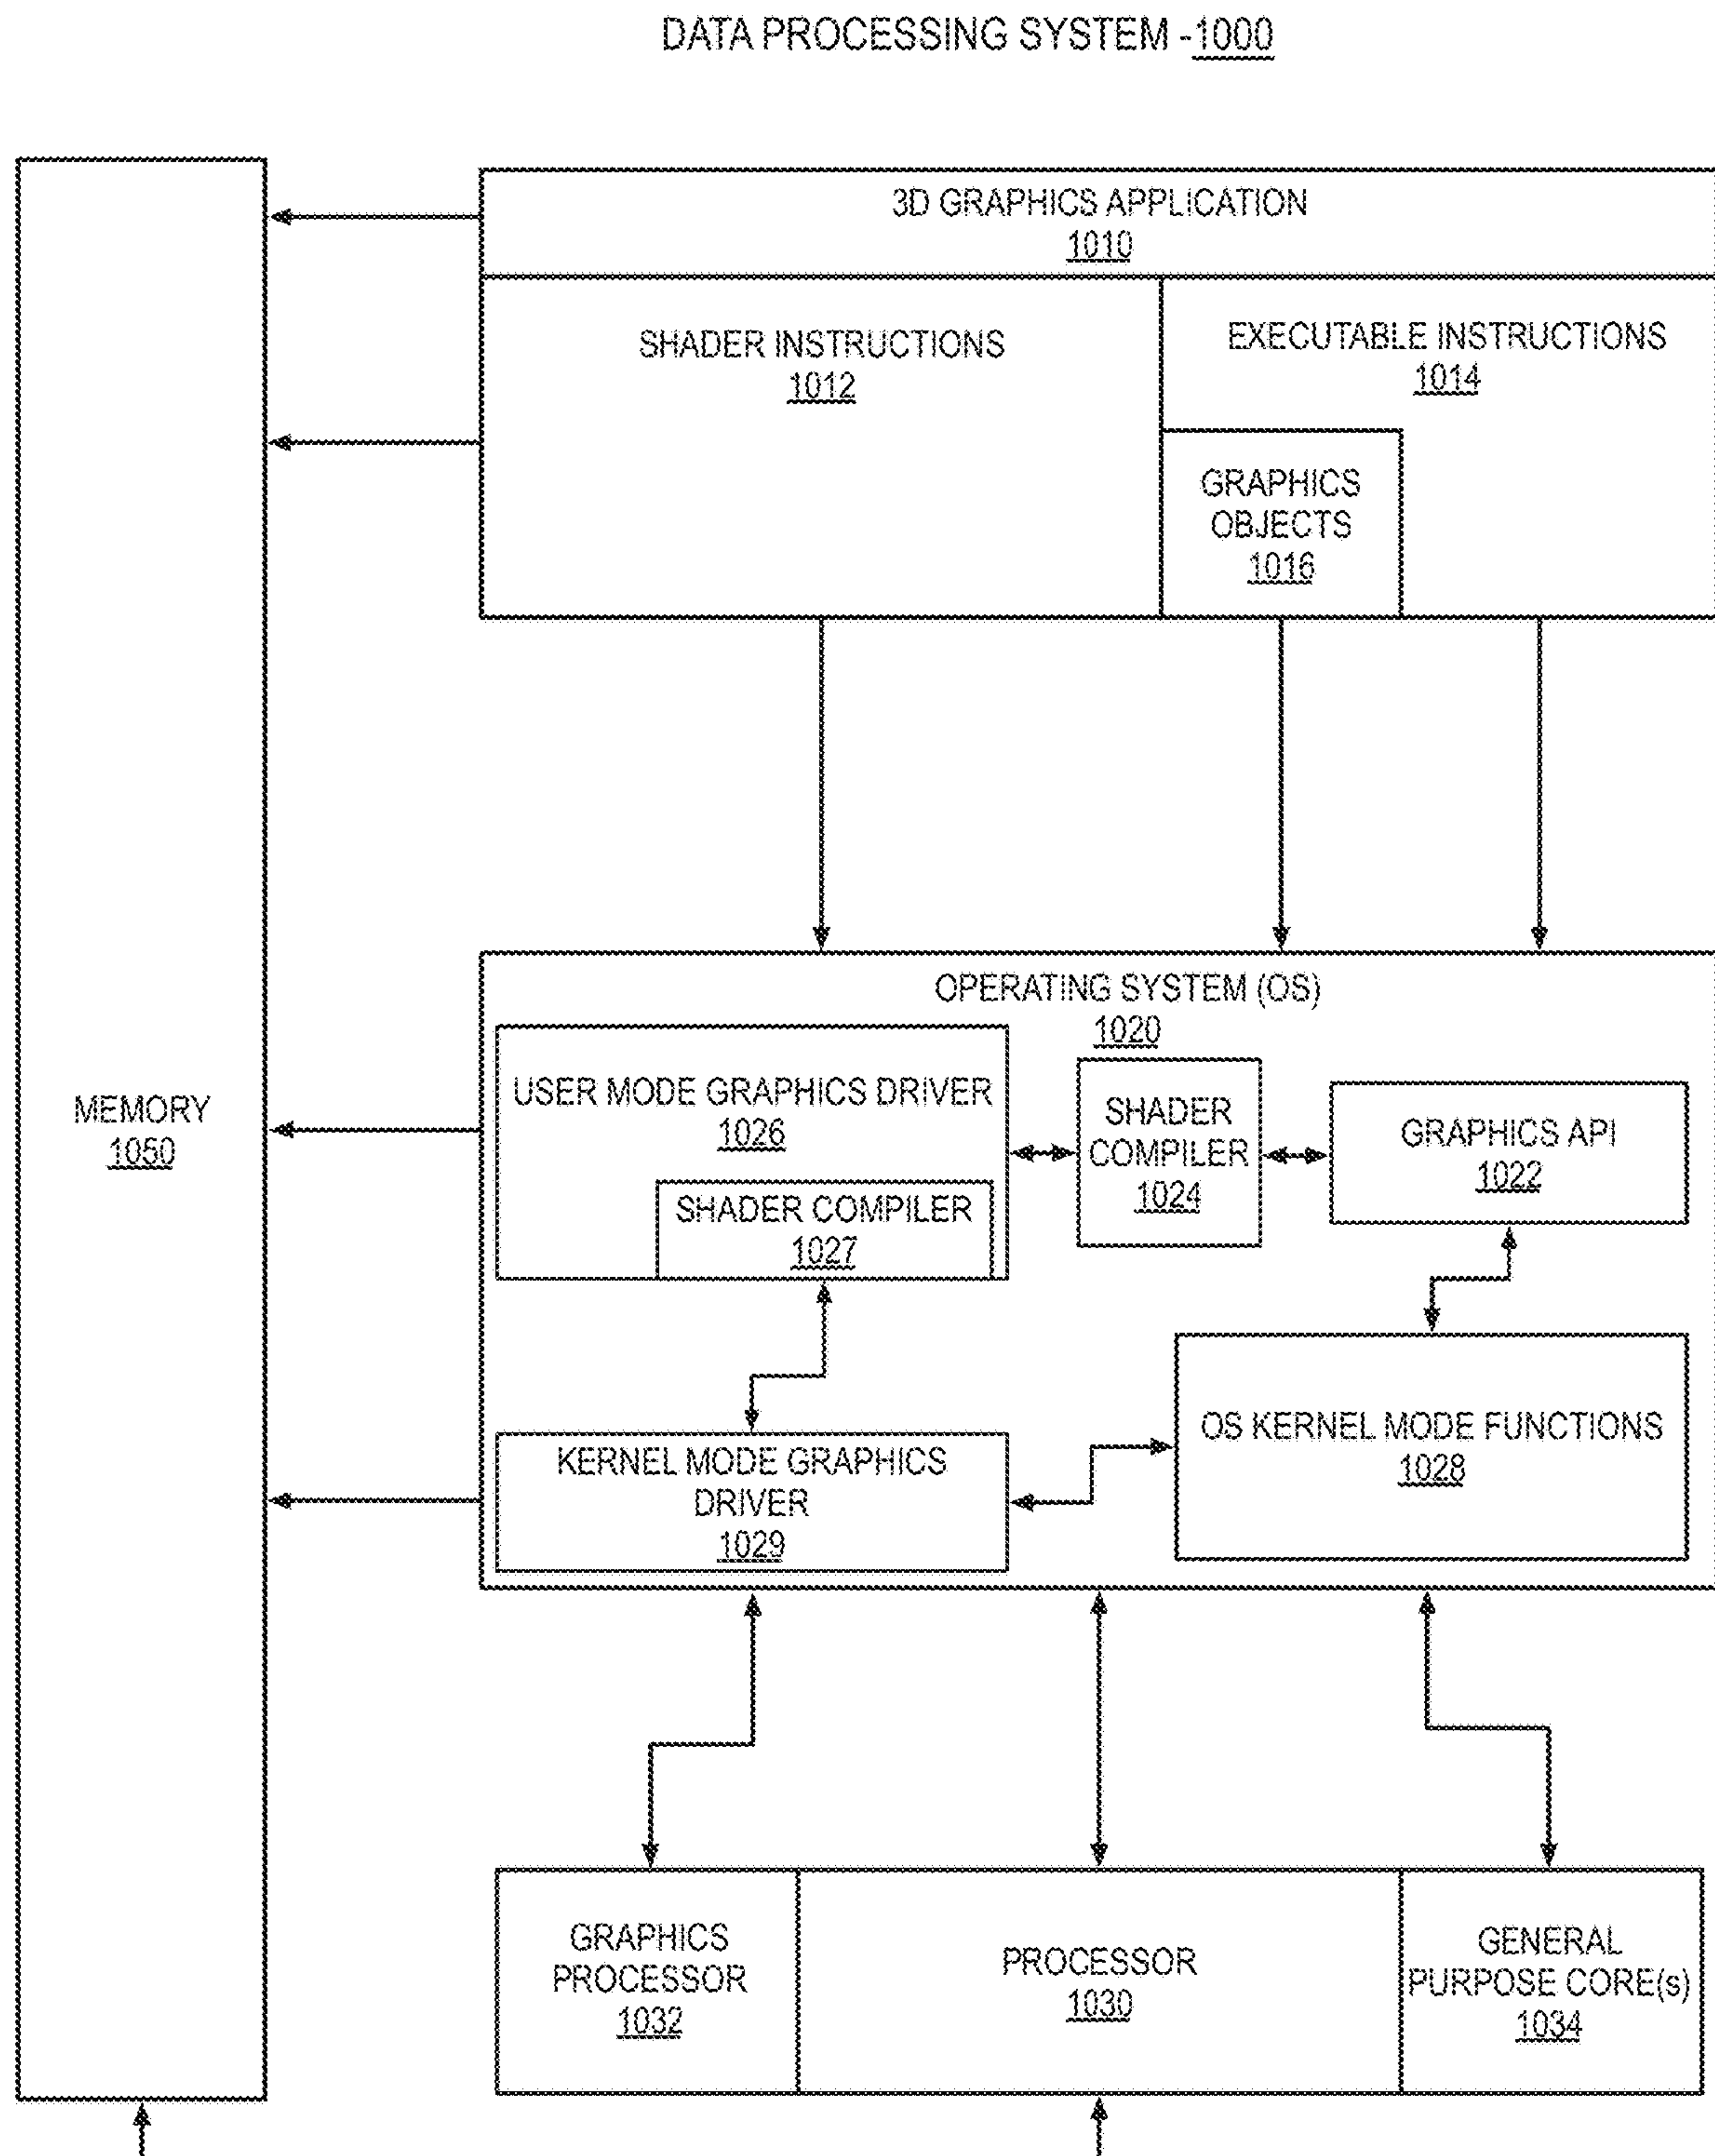 DATA PROCESSING SYSTEM -1000
3D GRAPHICS APPLICATION
1010
SHADER INSTRUCTIONS
1012
EXECUTABLE INSTRUCTIONS
1014
GRAPHICS
OBJECTS
1016
OPERATING SYSTEM (OS)
1020
USER MODE GRAPHICS DRIVER
1026
SHADER COMPILER
1027
SHADER
COMPILER
1024
GRAPHICS API
1022
MEMORY
1050
KERNEL MODE GRAPHICS
DRIVER
1029
OS KERNEL MODE FUNCTIONS
1028
GRAPHICS
PROCESSOR
1032
PROCESSOR
1030
GENERAL
PURPOSE CORE(s)
1034